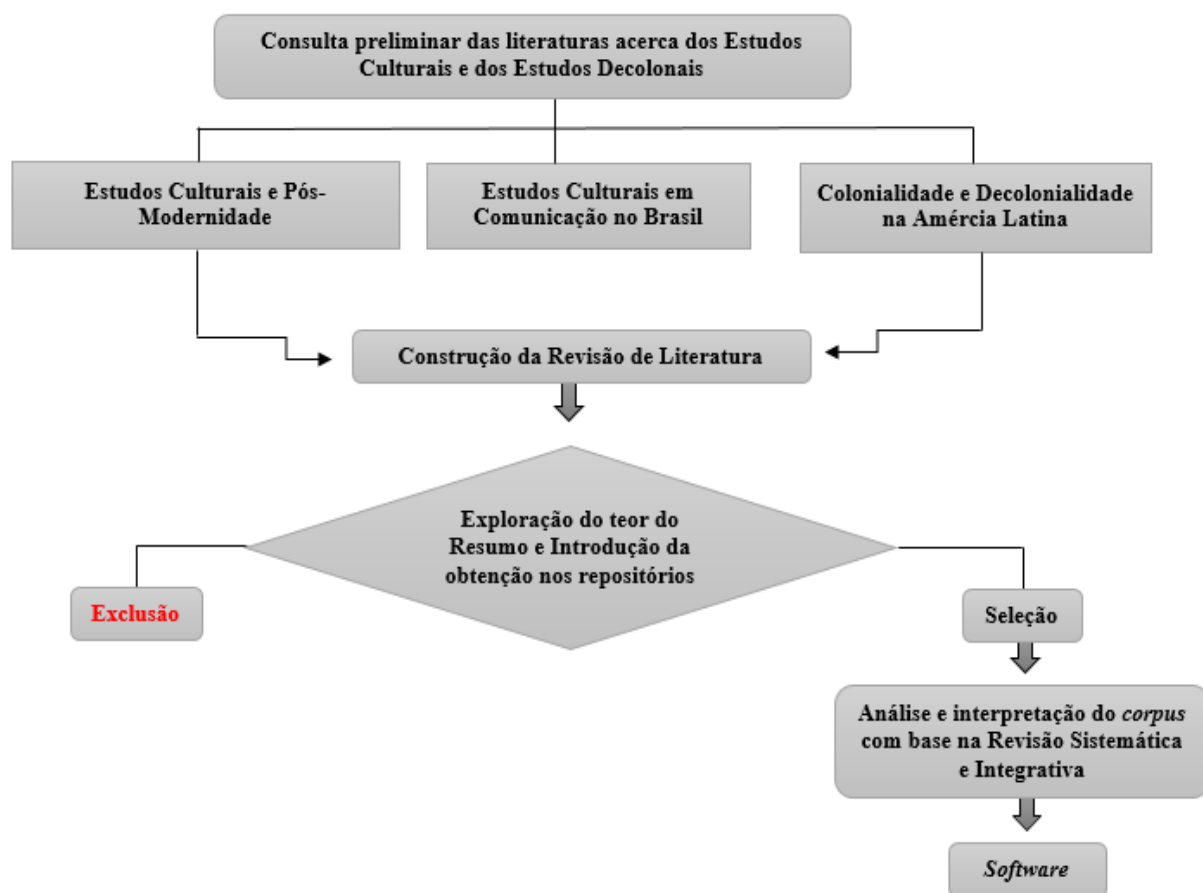 Consulta preliminar das literaturas acerca dos Estudos
Culturais e dos Estudos Decolonais
Estudos Culturais e Pós-
Modernidade
Estudos Culturais em
Comunicação no Brasil
Colonialidade e Decolonialidade
na Amércia Latina
Construção da Revisão de Literatura
Exploração do teor do
Resumo e Introdução da
obtenção nos repositórios
Exclusão
Seleção
Análise e interpretação do corpus
com base na Revisão Sistemática
e Integrativa
Software